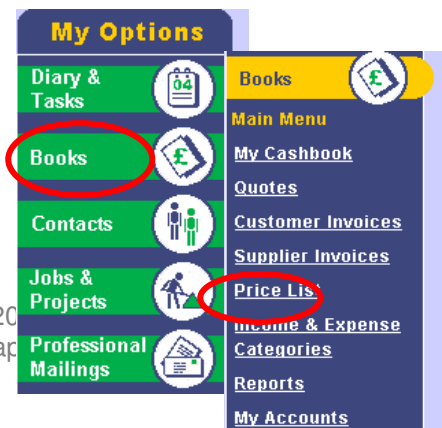 My Options
Diary &
Tasks
04
Books
Contacts
Jobs &
Projects
Professional
Mailings
Books
Main Menu
My Cashbook
Quotes
Customer Invoices
Supplier Invoices
Price List
Income & Expense
Categories
Reports
My Accounts
£
£
20